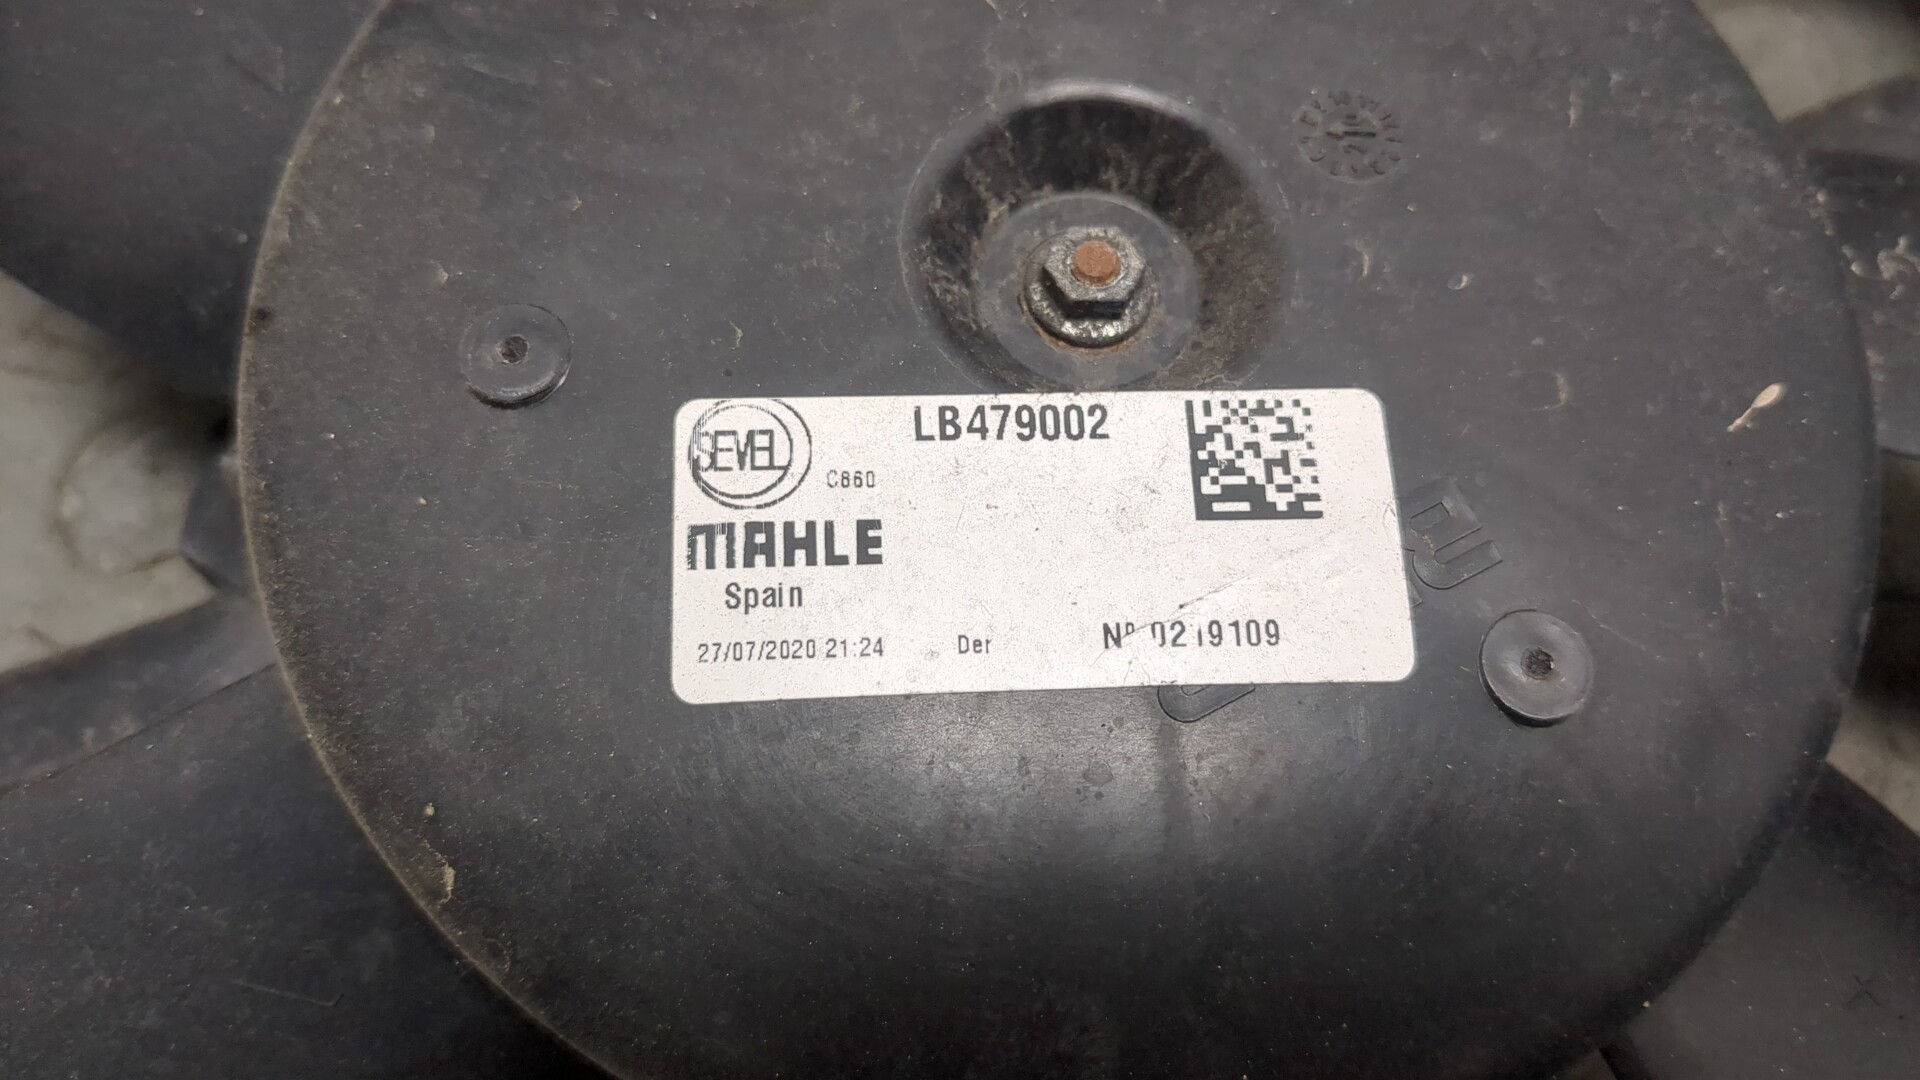 SEVEL
LB479002
C860
MAHLE
Spain
27/07/2020 21:24
Der
Nº 0219109